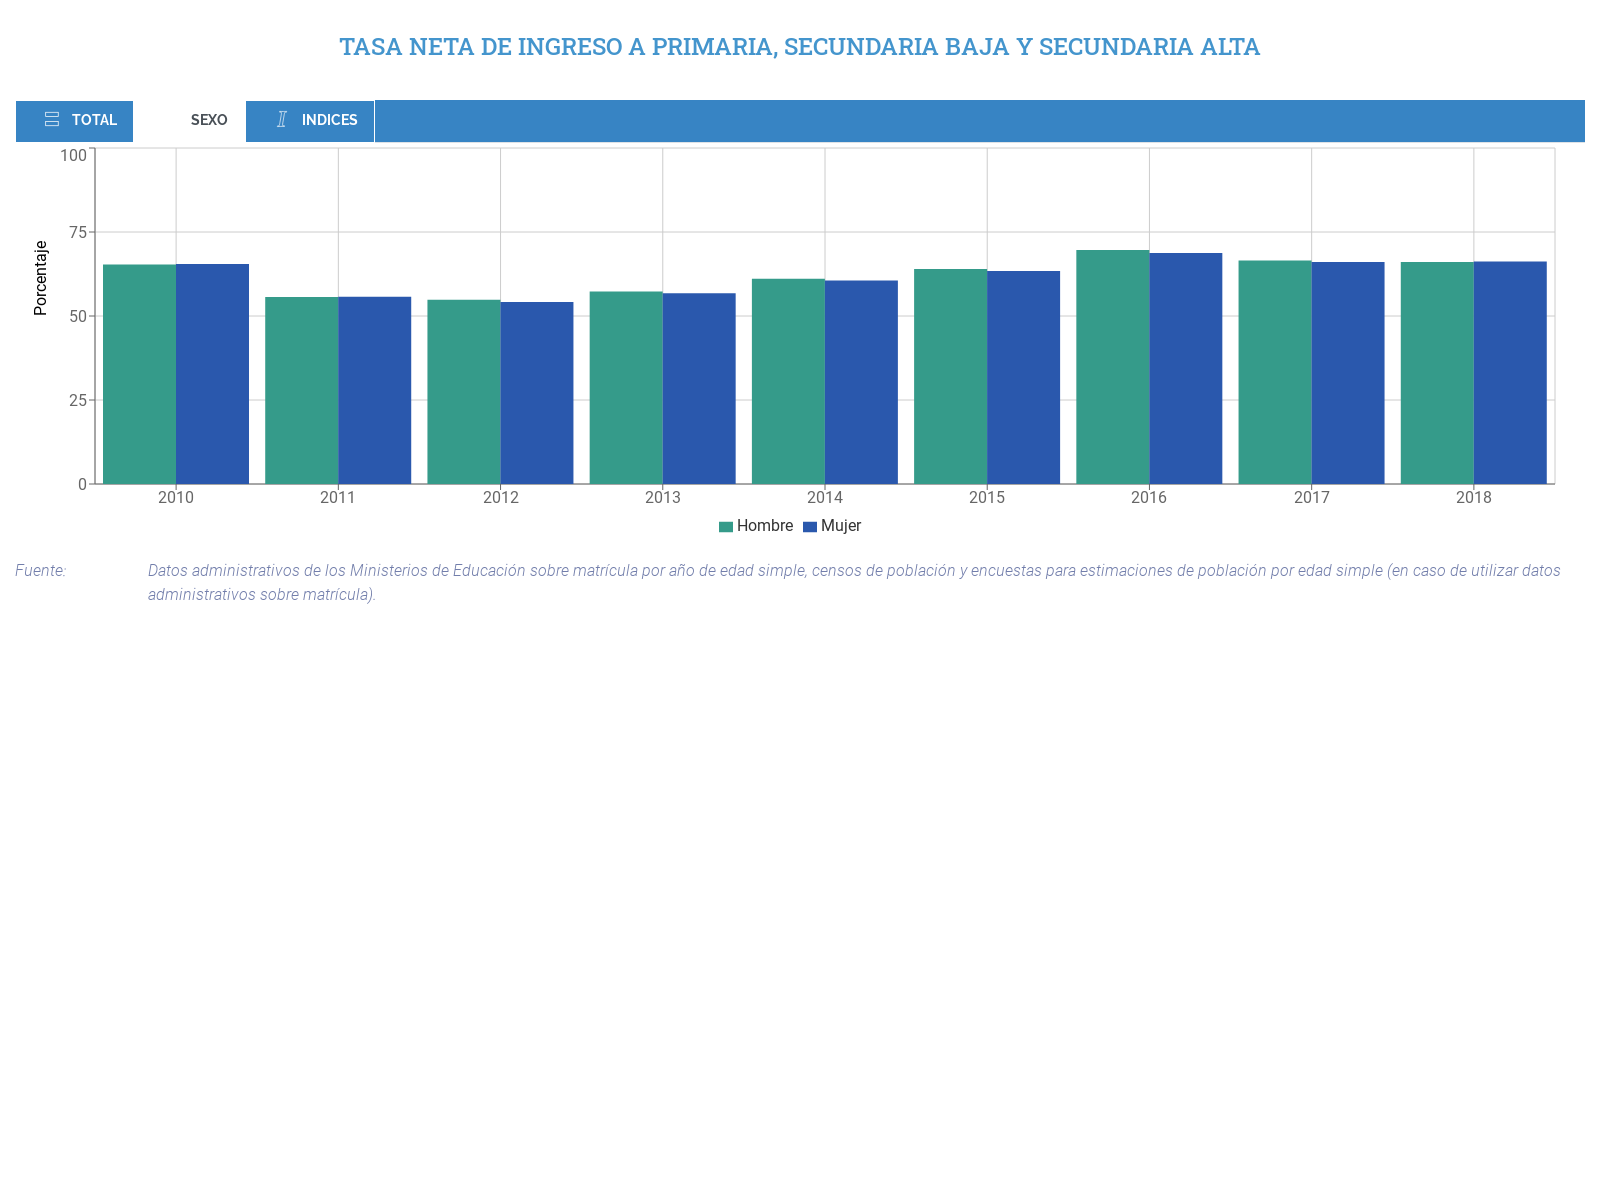 TASA NETA DE INGRESO A PRIMARIA, SECUNDARIA BAJA Y SECUNDARIA ALTA
TOTAL
SEXO
INDICES
100
75
50
25
0
Porcentaje
2010
2011
2012
2013
2014
2015
2016
2017
2018
Hombre
Mujer
Fuente:
Datos administrativos de los Ministerios de Educación sobre matrícula por año de edad simple, censos de población y encuestas para estimaciones de población por edad simple (en caso de utilizar datos
administrativos sobre matrícula).